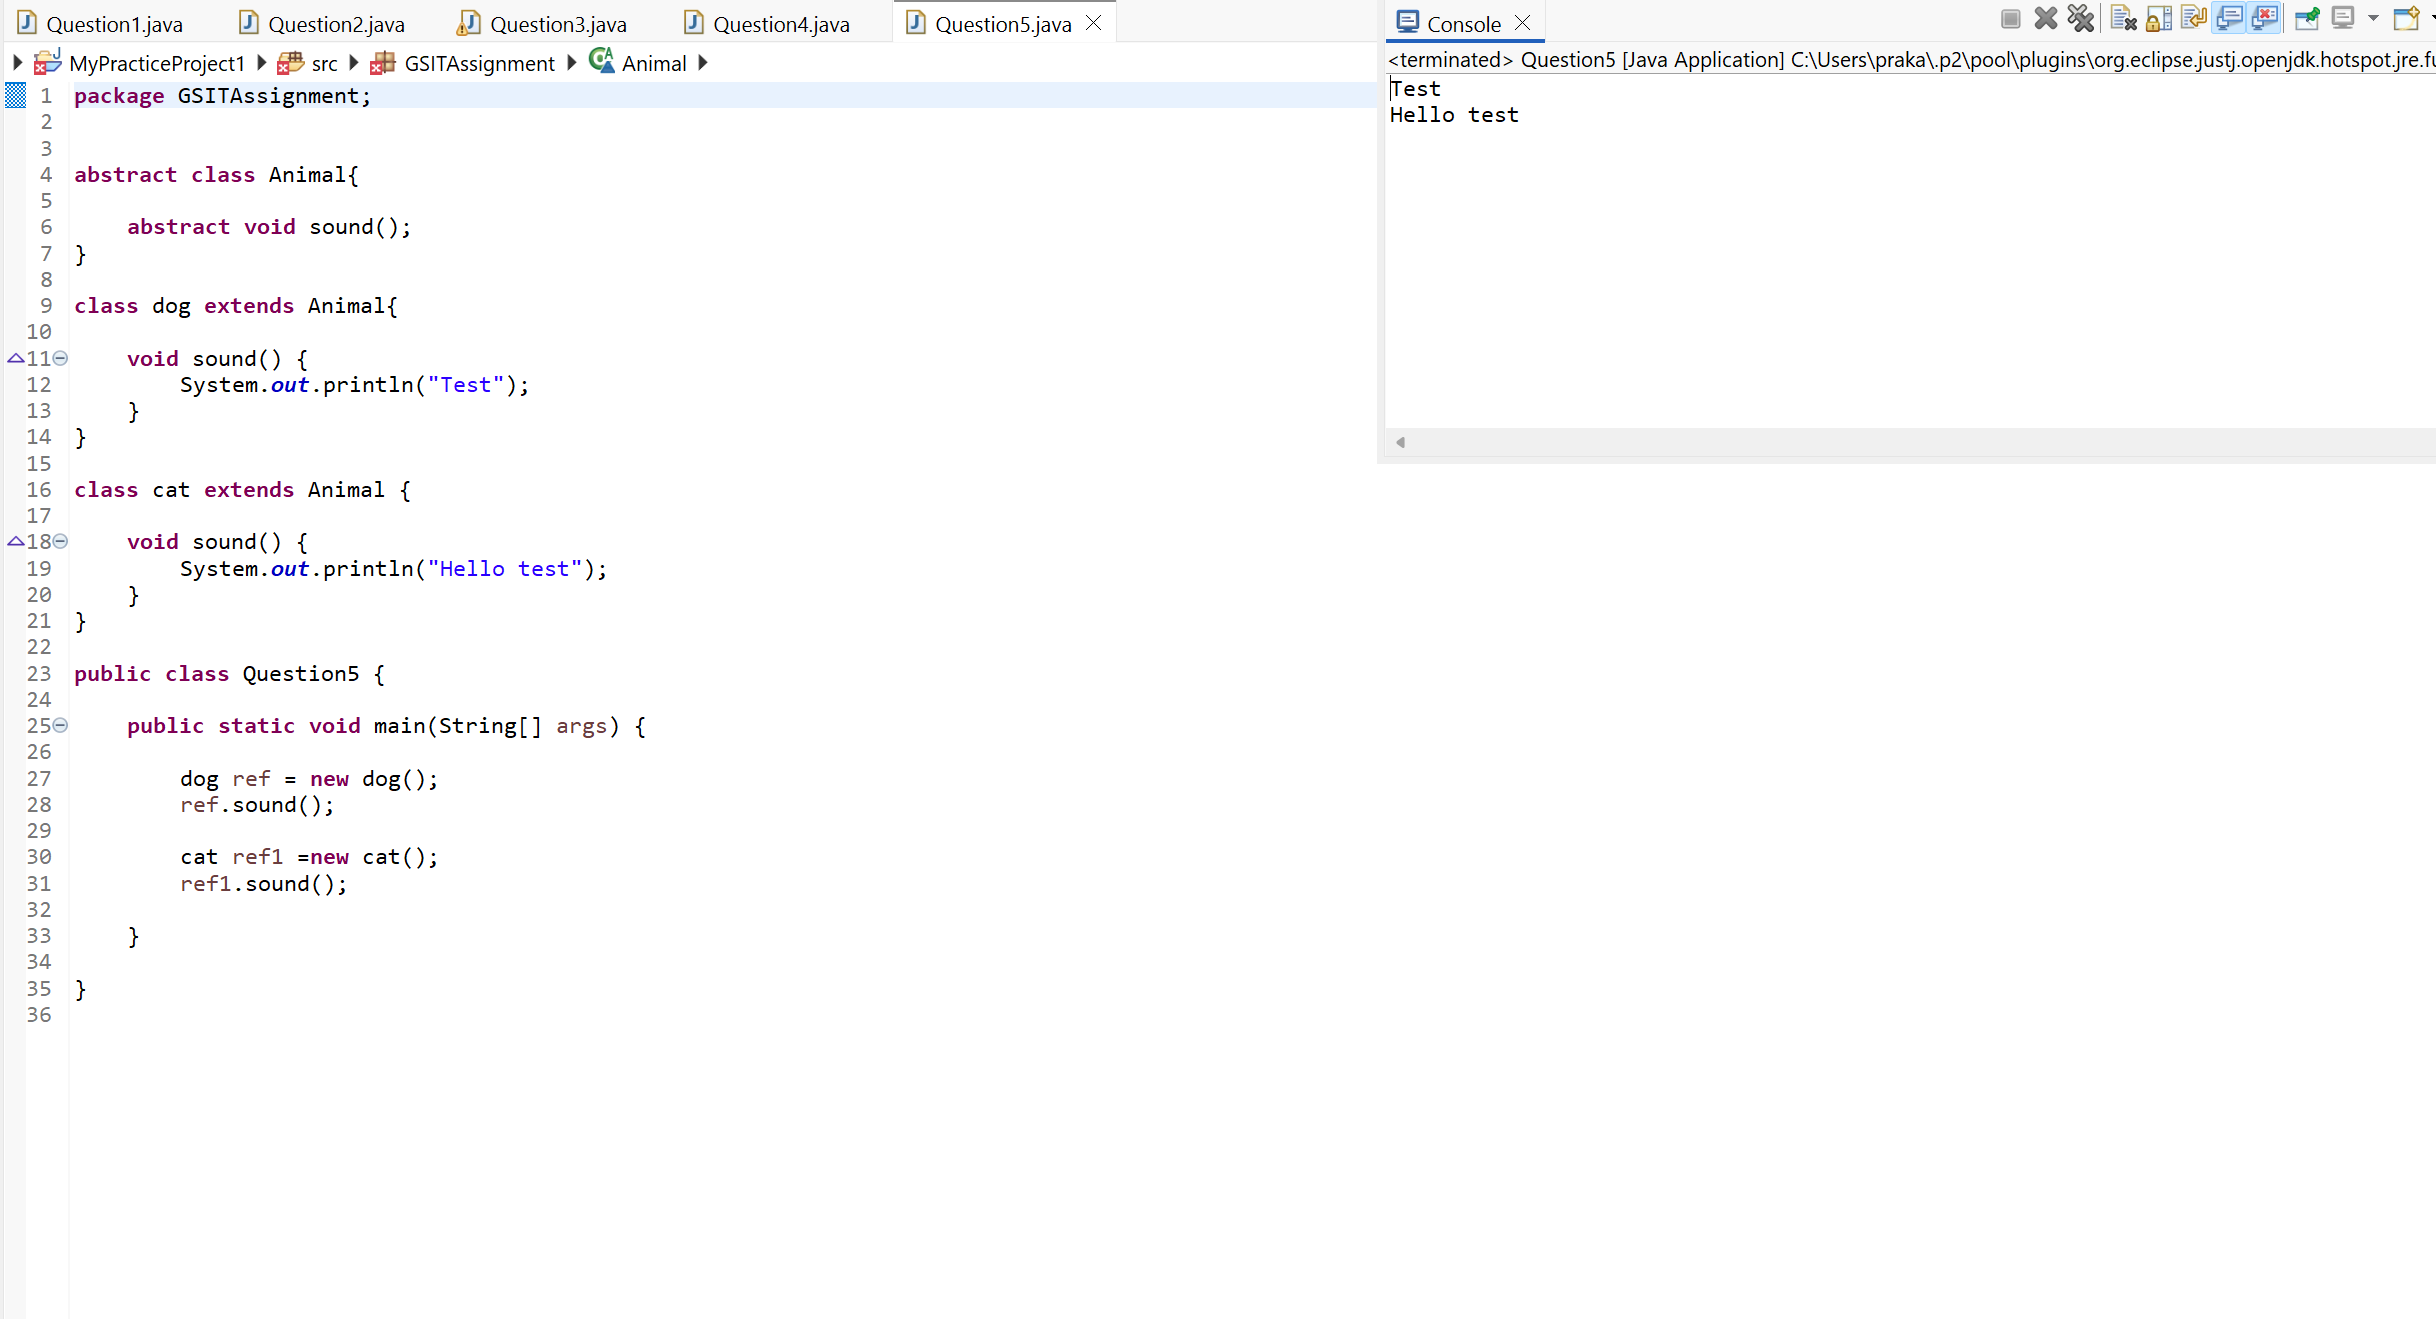 Question1.java Question2.java Question3.java Question4.java Question5.java
MyPracticeProject1 src GSITAssignment Animal
1 package GSITAssignment;
2
3
4 abstract class Animal{
5
6     abstract void sound();
7 }
8
9 class dog extends Animal{
10
11     void sound() {
12         System.out.println("Test");
13     }
14 }
15
16 class cat extends Animal {
17
18     void sound() {
19         System.out.println("Hello test");
20     }
21 }
22
23 public class Question5 {
24
25     public static void main(String[] args) {
26
27         dog ref = new dog();
28         ref.sound();
29
30         cat ref1 =new cat();
31         ref1.sound();
32
33     }
34
35 }
36
Console
<terminated> Question5 [Java Application] C:\Users\praka\.p2\pool\plugins\org.eclipse.justj.openjdk.hotspot.jre.fu
Test
Hello test